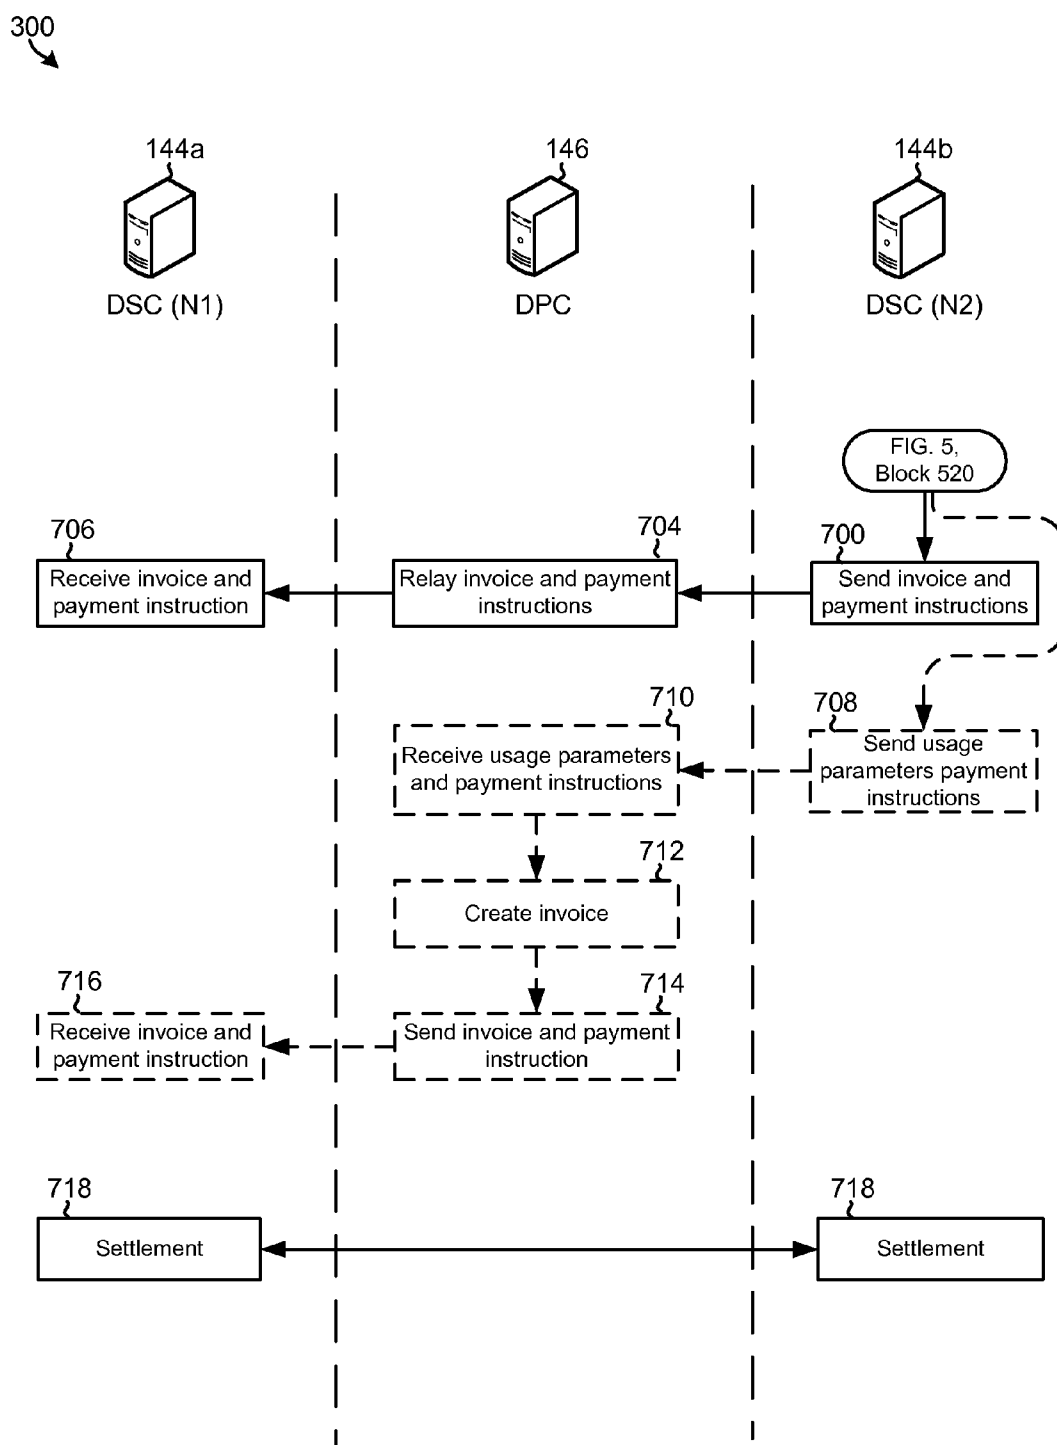 300
144a
146
144b
DSC (N1)
DPC
DSC (N2)
FIG. 5,
Block 520
706
704
700
Receive invoice and
payment instruction
Relay invoice and payment
instructions
Send invoice and
payment instructions
710
708
Receive usage parameters
and payment instructions
Send usage
parameters payment
instructions
712
Create invoice
716
714
Receive invoice and
payment instruction
Send invoice and payment
instruction
718
718
Settlement
Settlement